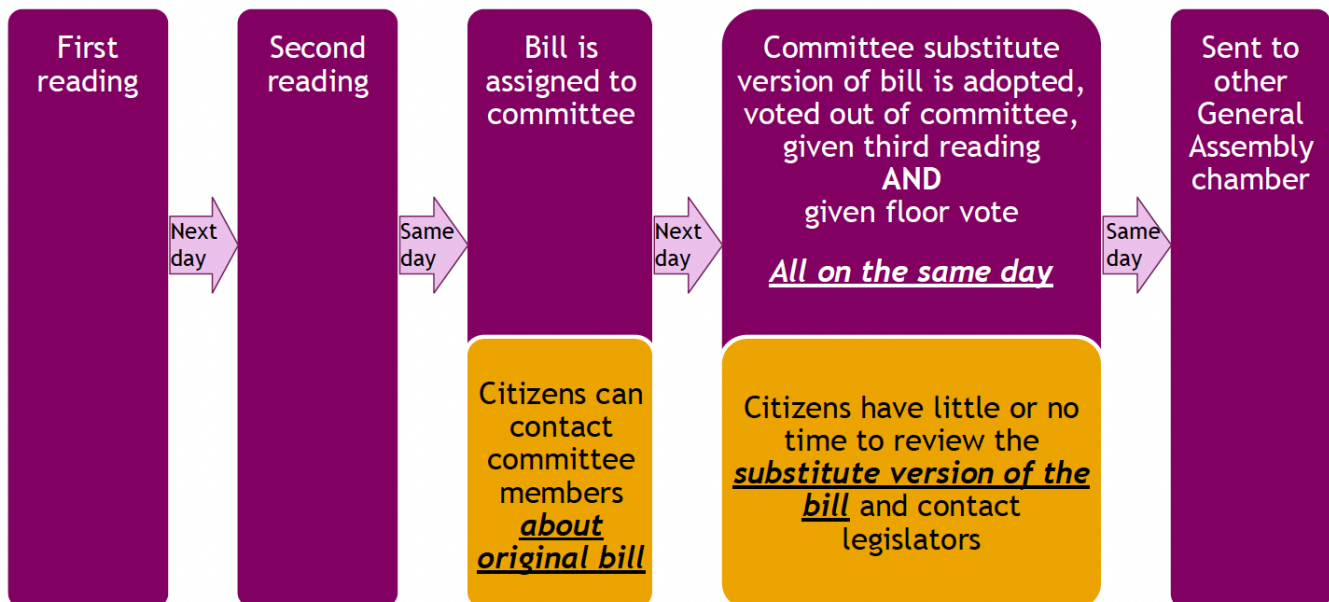 First
reading
Next
day
Second
reading
Same
day
Bill is
assigned to
committee
Citizens can
contact
committee
members
about
original bill
Next
day
Committee substitute
version of bill is adopted,
voted out of committee,
given third reading
AND
given floor vote
All on the same day
Citizens have little or no
time to review the
substitute version of the
bill and contact
legislators
Same
day
Sent to
other
General
Assembly
chamber